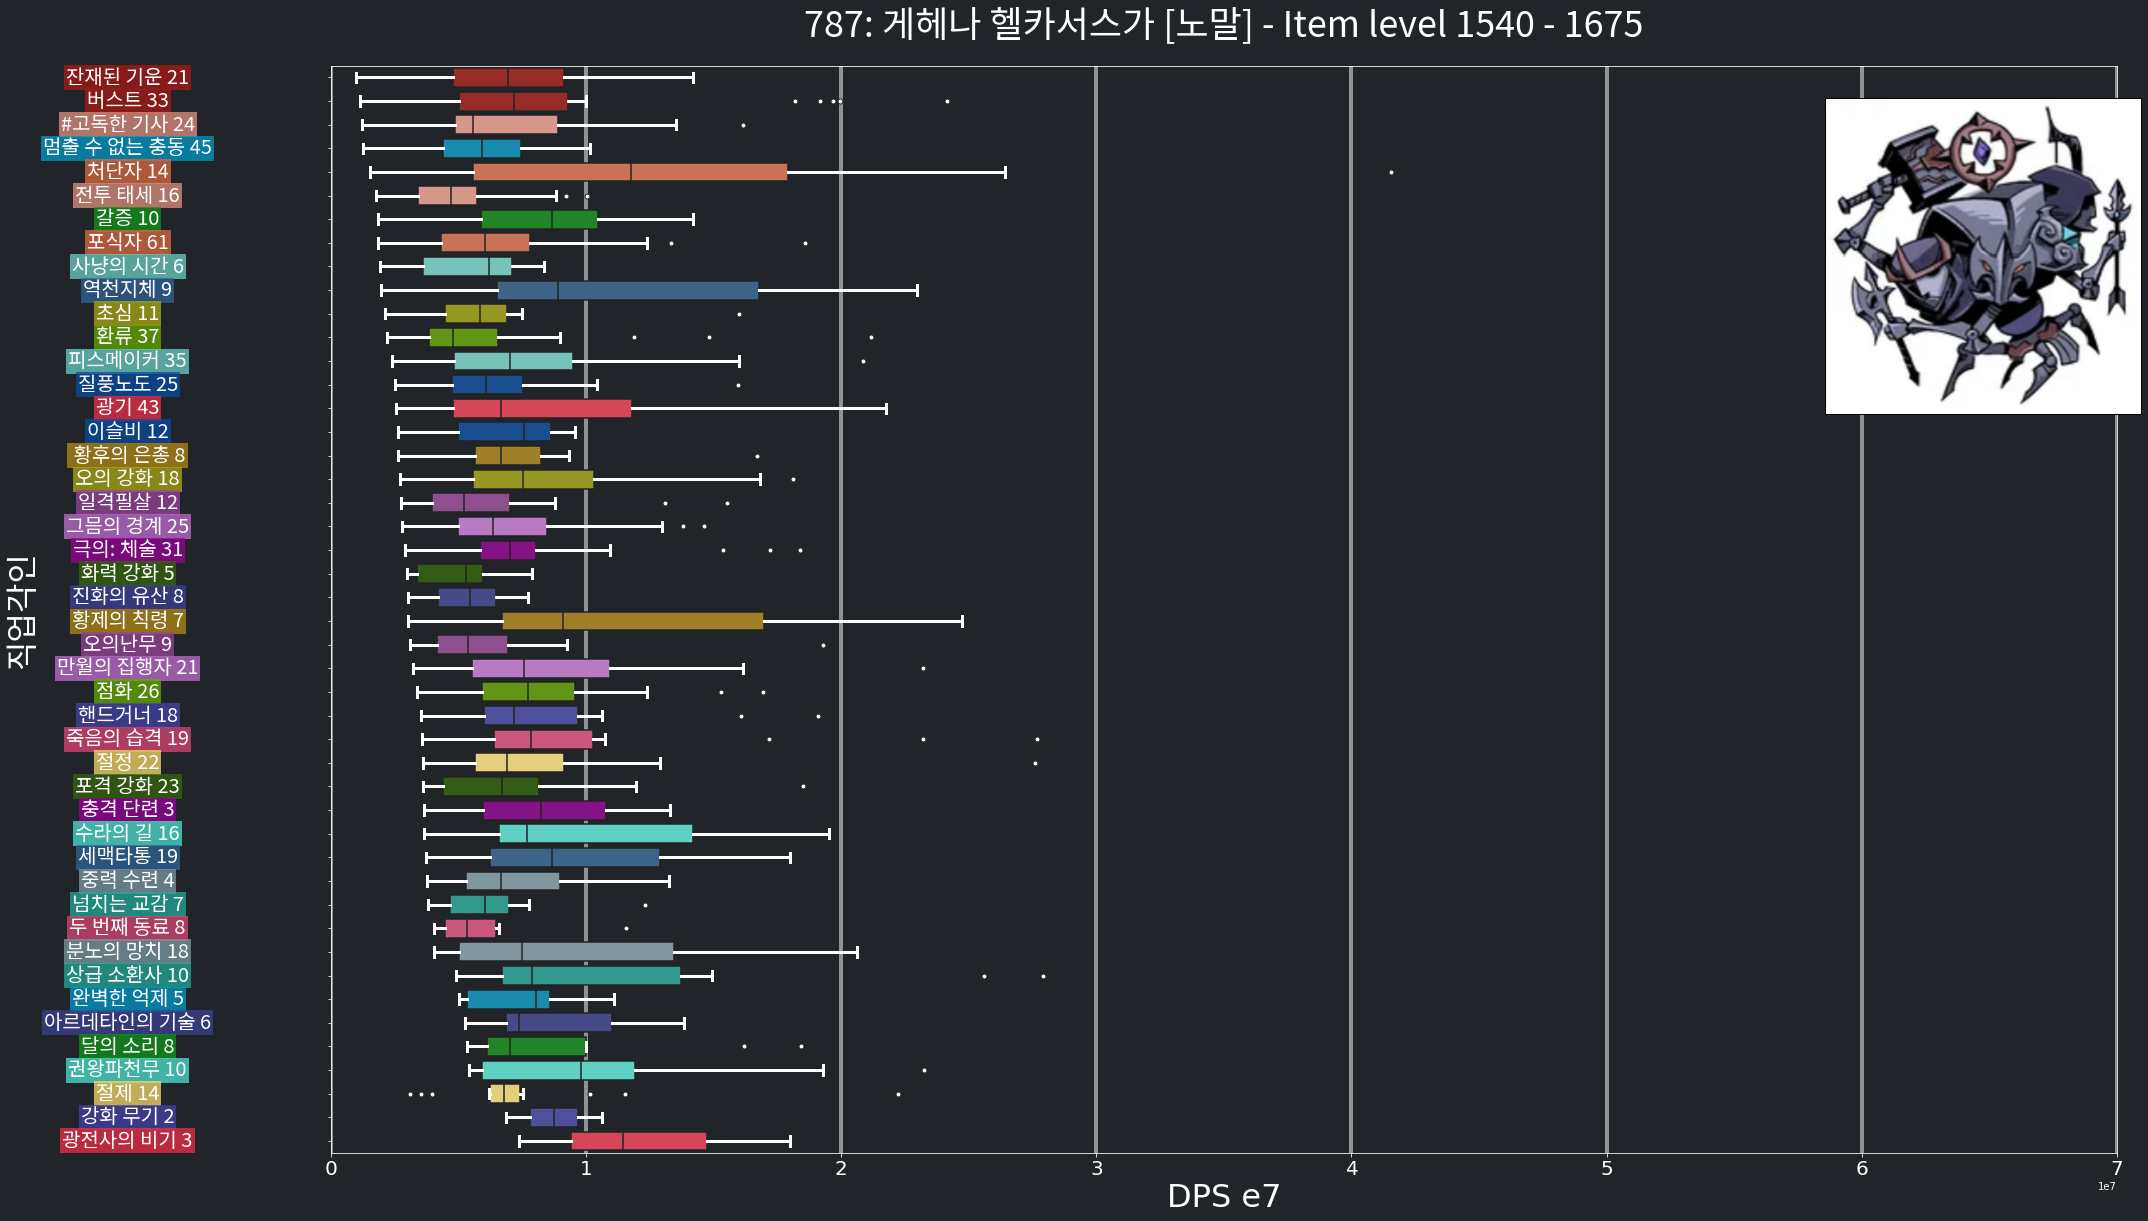 787: 게헤나 헬카서스가 [노말] - Item level 1540 - 1675
직업각인
잔재된 기운 21
버스트 33
#고독한 기사 24
멈출 수 없는 충동 45
처단자 14
전투 태세 16
갈증 10
포식자 61
사냥의 시간 6
역천지체 9
초심 11
환류 37
피스메이커 35
질풍노도 25
광기 43
이슬비 12
황후의 은총 8
오의 강화 18
일격필살 12
그믐의 경계 25
극의: 체술 31
화력 강화 5
진화의 유산 8
황제의 칙령 7
오의난무 9
만월의 집행자 21
점화 26
핸드거너 18
죽음의 습격 19
절정 22
포격 강화 23
충격 단련 3
수라의 길 16
세맥타통 19
중력 수련 4
넘치는 교감 7
두 번째 동료 8
분노의 망치 18
상급 소환사 10
완벽한 억제 5
아르데타인의 기술 6
달의 소리 8
권왕파천무 10
절제 14
강화 무기 2
광전사의 비기 3
0 1 2 3 4 5 6 7
1e7
DPS e7